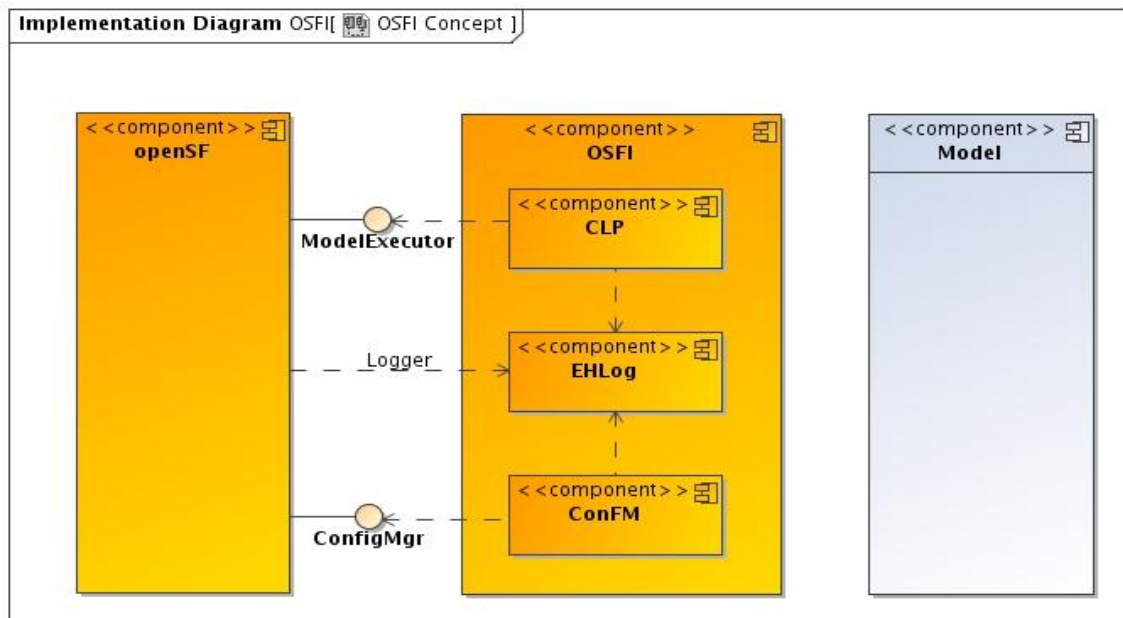 Implementation Diagram OSFI[ OSFI Concept ]
< <component> >
openSF
< <component> >
OSFI
< <component> >
Model
< <component> >
CLP
ModelExecutor
< <component> >
EHLog
Logger
< <component> >
ConFM
ConfigMgr